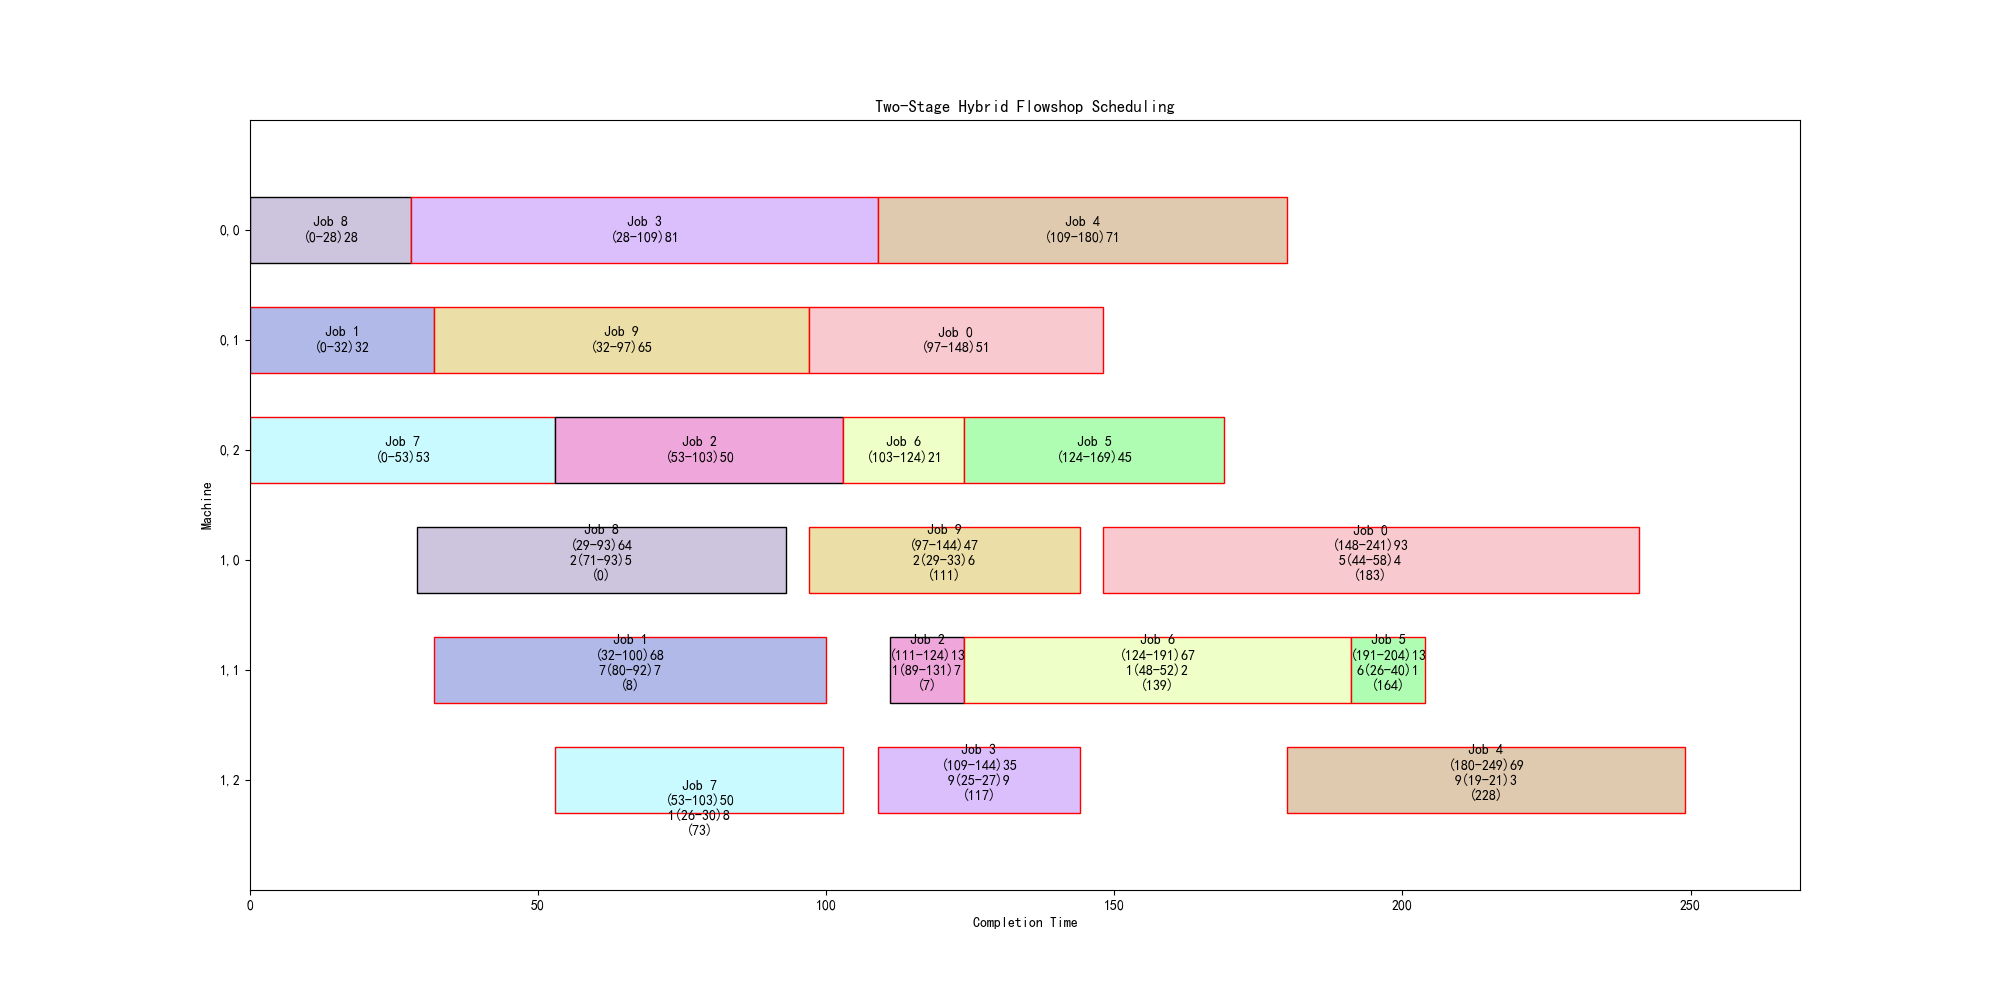 Two-Stage Hybrid Flowshop Scheduling
0,0
Job 8
(0-28)28
Job 3
(28-109)81
Job 4
(109-180)71
0,1
Job 1
(0-32)32
Job 9
(32-97)65
Job 0
(97-148)51
0,2
Job 7
(0-53)53
Job 2
(53-103)50
Job 6
(103-124)21
Job 5
(124-169)45
Machine
1,0
Job 8
(29-93)64
2(71-93)5
(0)
Job 9
(97-144)47
2(29-33)6
(111)
Job 0
(148-241)93
5(44-58)4
(183)
1,1
Job 1
(32-100)68
7(80-92)7
(8)
Job 2
(111-124)13
1(89-131)7
(7)
Job 6
(124-191)67
1(48-52)2
(139)
Job 5
(191-204)13
6(26-40)1
(164)
1,2
Job 7
(53-103)50
1(26-30)8
(73)
Job 3
(109-144)35
9(25-27)9
(117)
Job 4
(180-249)69
9(19-21)3
(228)
0
50
100
150
200
250
Completion Time